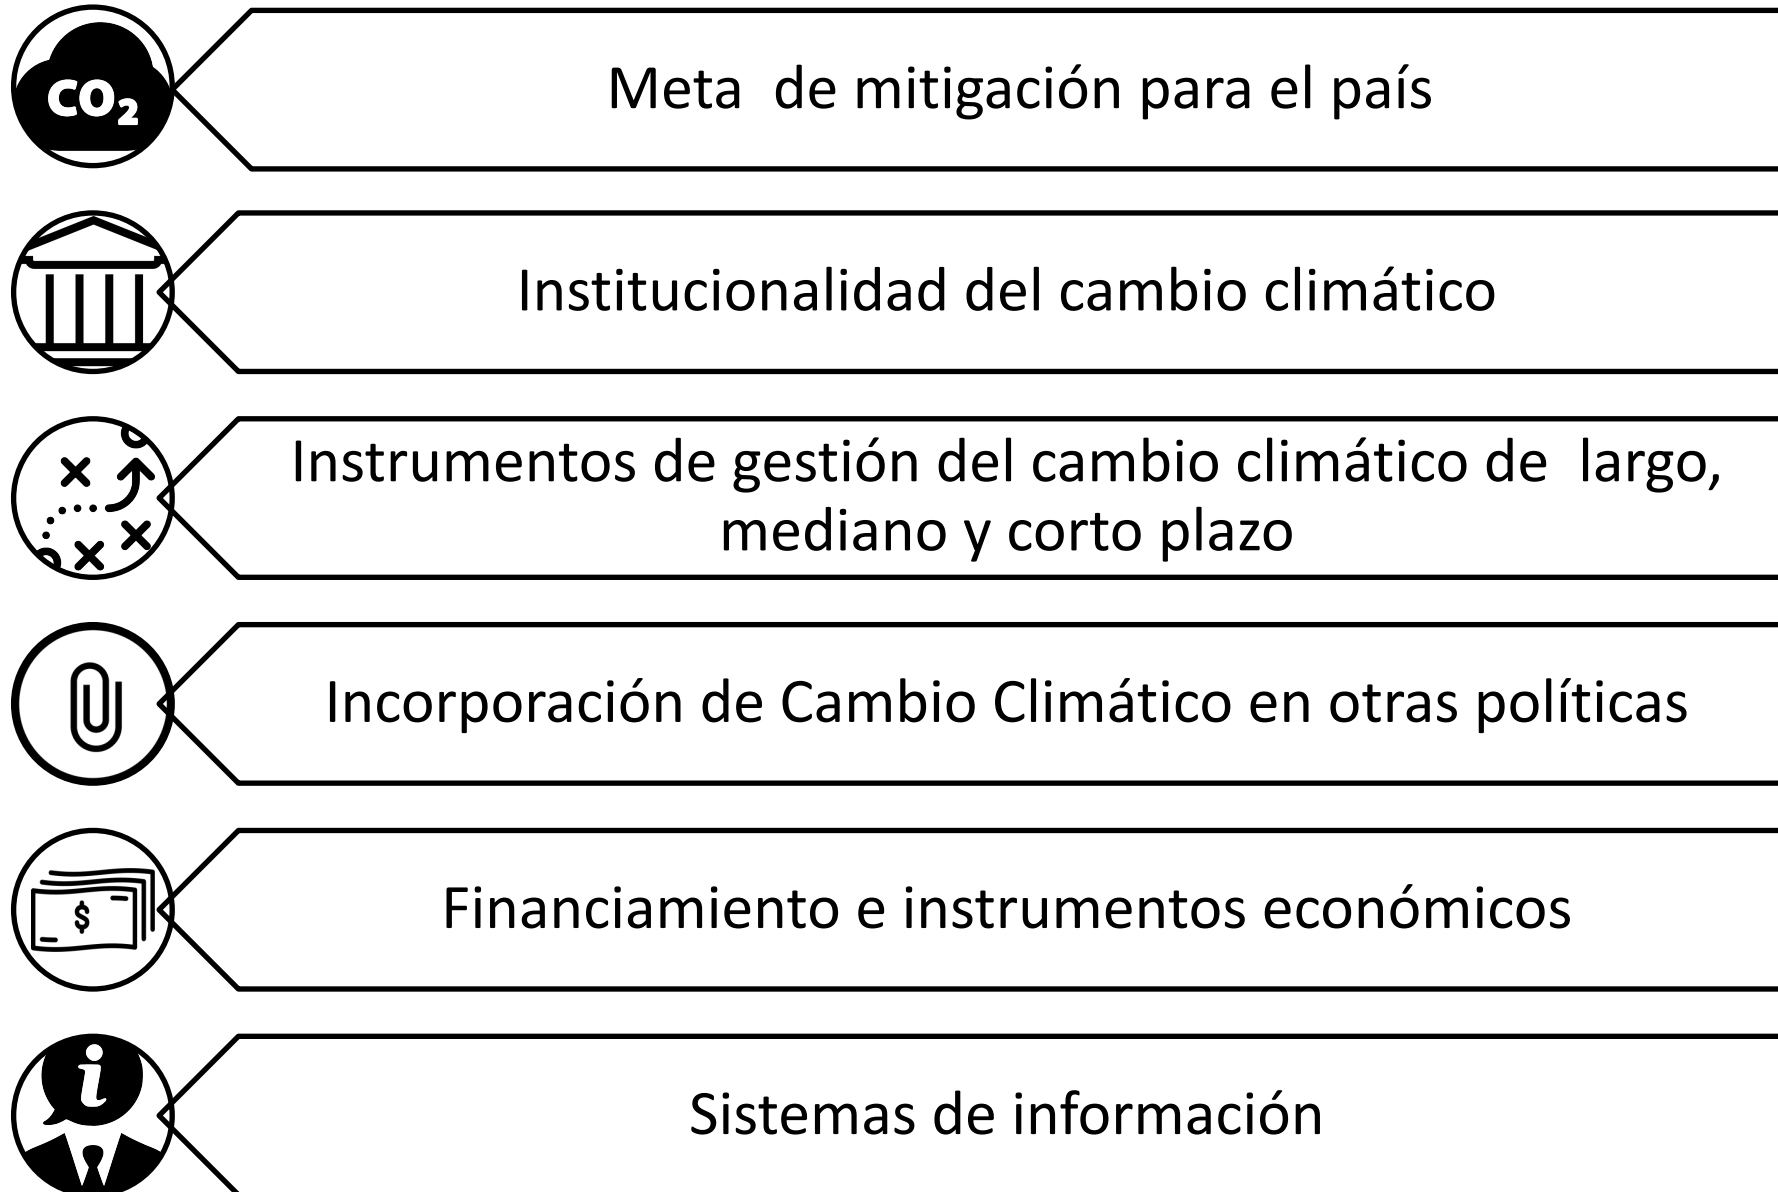 CO₂
Meta  de mitigación para el país
Institucionalidad del cambio climático
Instrumentos de gestión del cambio climático de  largo,
mediano y corto plazo
Incorporación de Cambio Climático en otras políticas
$
Financiamiento e instrumentos económicos
i
Sistemas de información